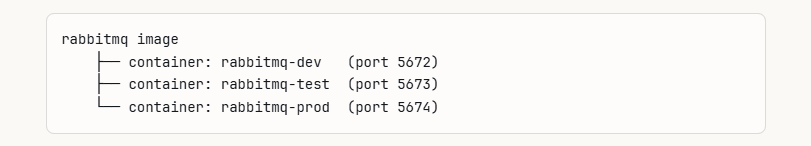 rabbitmq image
    ├── container: rabbitmq-dev   (port 5672)
    ├── container: rabbitmq-test  (port 5673)
    └── container: rabbitmq-prod  (port 5674)